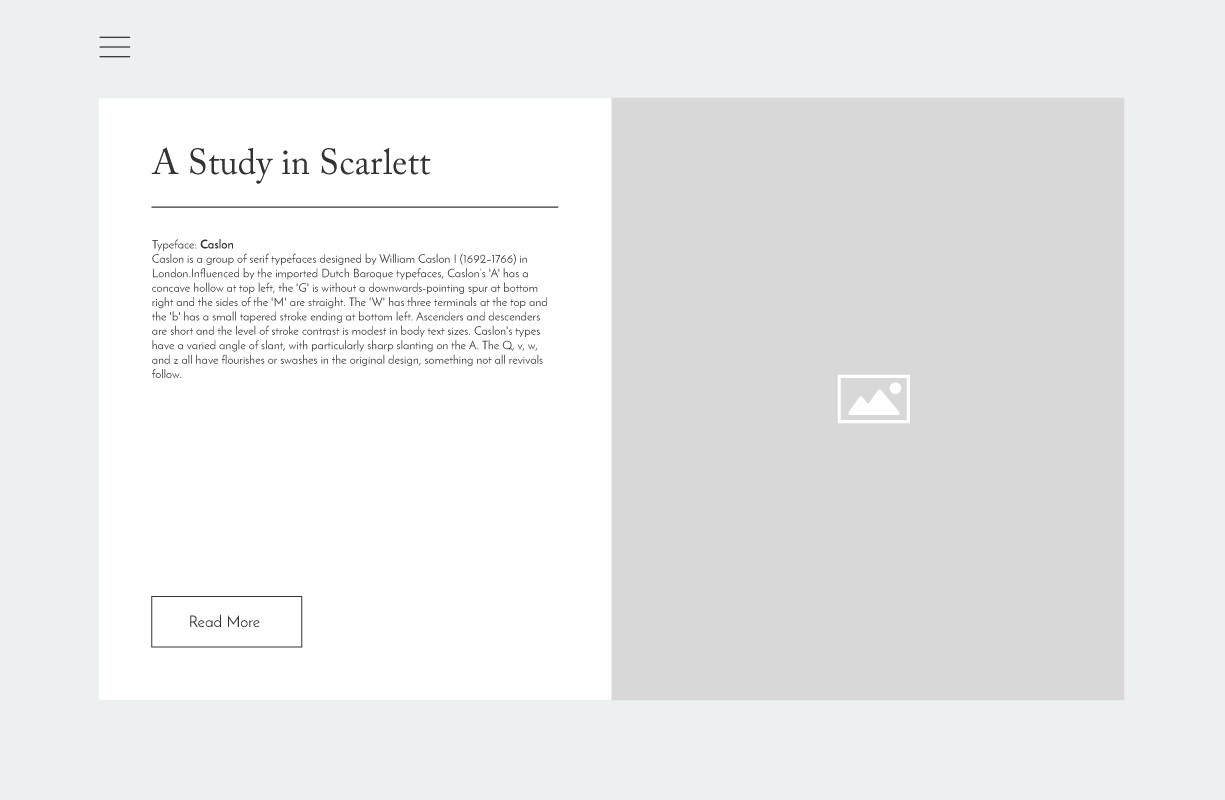 A Study in Scarlett
Typeface: Caslon
Caslon is a group of serif typefaces designed by William Caslon I (1692–1766) in
London.Influenced by the imported Dutch Baroque typefaces, Caslon's 'A' has a
concave hollow at top left, the 'G' is without a downwards-pointing spur at bottom
right and the sides of the 'M' are straight. The 'W' has three terminals at the top and
the 'b' has a small tapered stroke ending at bottom left. Ascenders and descenders
are short and the level of stroke contrast is modest in body text sizes. Caslon's types
have a varied angle of slant, with particularly sharp slanting on the A. The Q, v, w,
and z all have flourishes or swashes in the original design, something not all revivals
follow.
Read More